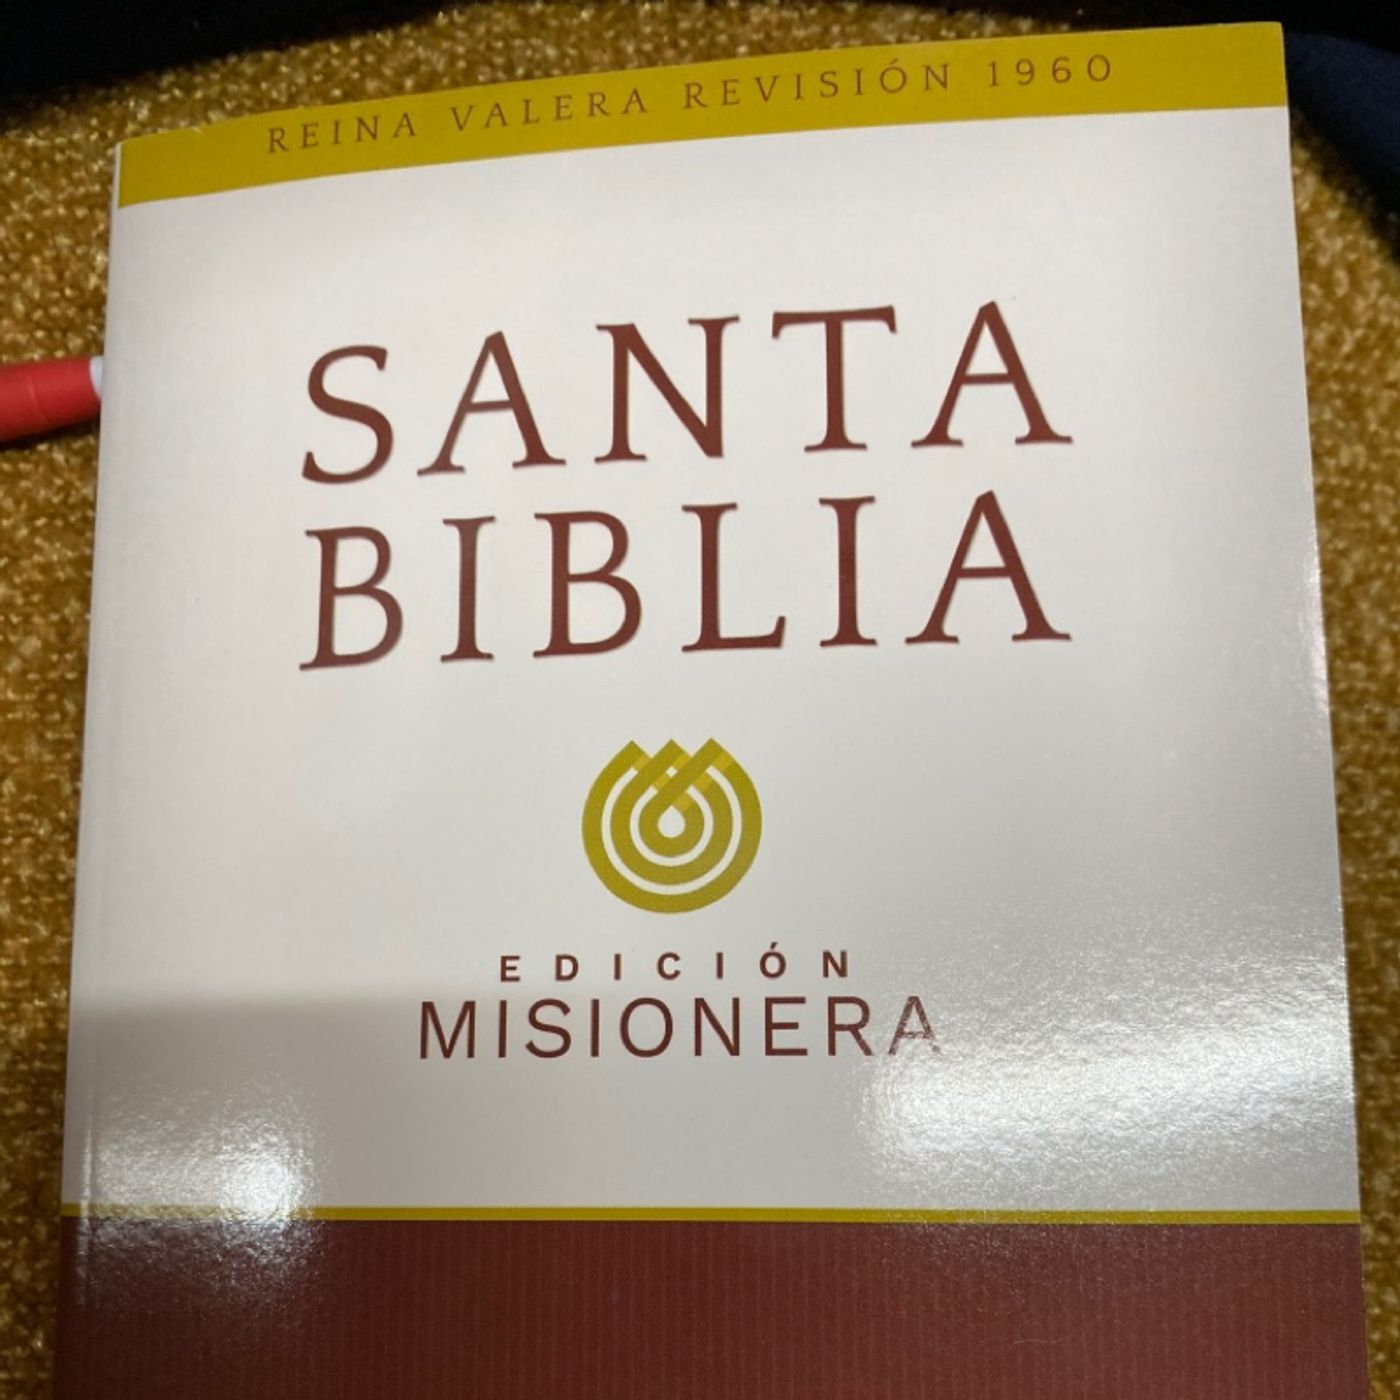 REINA VALERA REVISIÓN 1960
SANTA
BIBLIA
EDICIÓN
MISIONERA